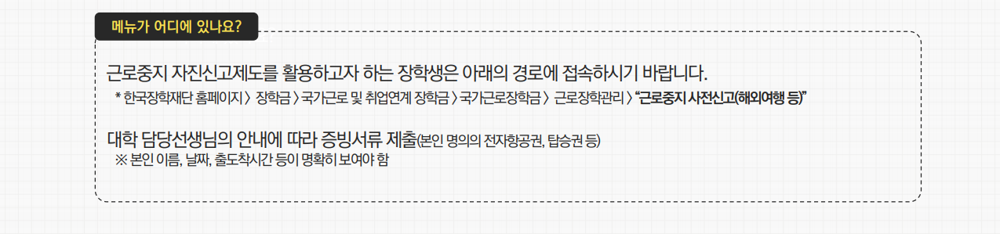 메뉴가 어디에 있나요?
근로중지 자진신고제도를 활용하고자 하는 장학생은 아래의 경로에 접속하시기 바랍니다.
* 한국장학재단 홈페이지 > 장학금 > 국가근로 및 취업연계 장학금 > 국가근로장학금 > 근로장학관리 > “근로중지 사전신고(해외여행 등)”
대학 담당선생님의 안내에 따라 증빙서류 제출(본인 명의의 전자항공권, 탑승권 등)
※ 본인 이름, 날짜, 출도착시간 등이 명확히 보여야 함